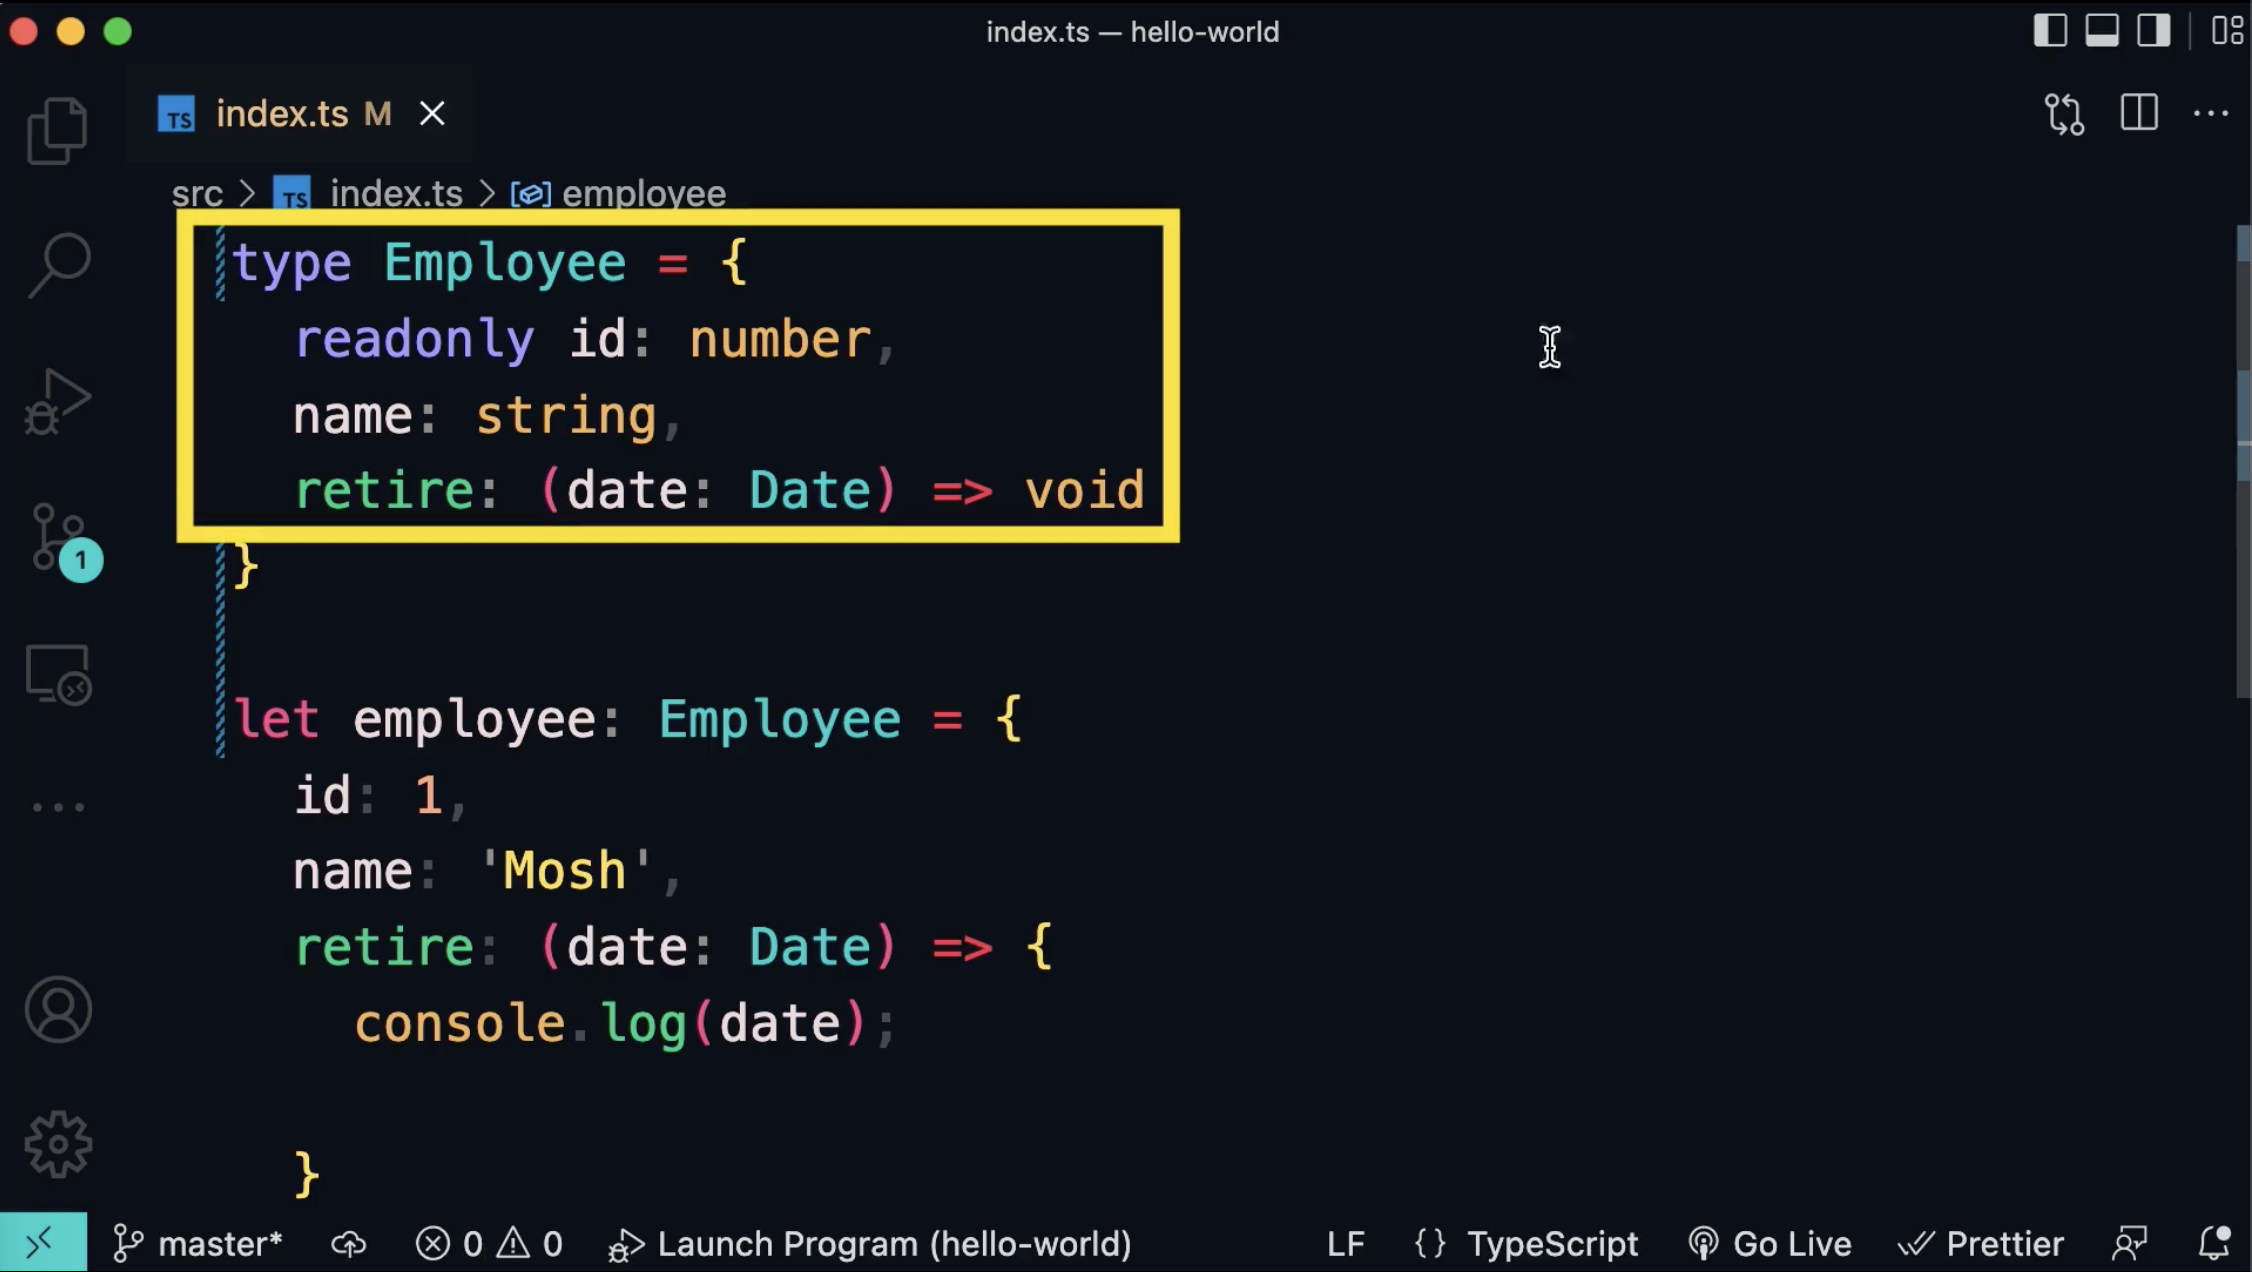 index.ts — hello-world
TS index.ts M
src > TS index.ts > employee
type Employee = {
readonly id: number,
name: string,
retire: (date: Date) => void
}
let employee: Employee = {
id: 1,
name: 'Mosh',
retire: (date: Date) => {
console.log(date);
}
1
master* 0 0 Launch Program (hello-world) LF {} TypeScript Go Live Prettier